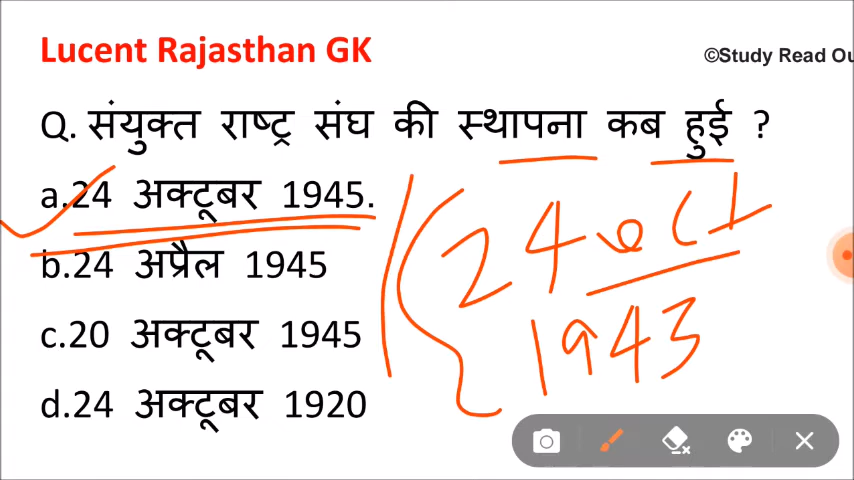 Lucent Rajasthan GK
©Study Read Ou
Q. संयुक्त राष्ट्र संघ की स्थापना कब हुई ?
a.24 अक्टूबर 1945.
b.24 अप्रैल 1945
c.20 अक्टूबर 1945
d.24 अक्टूबर 1920
24 oct
1943